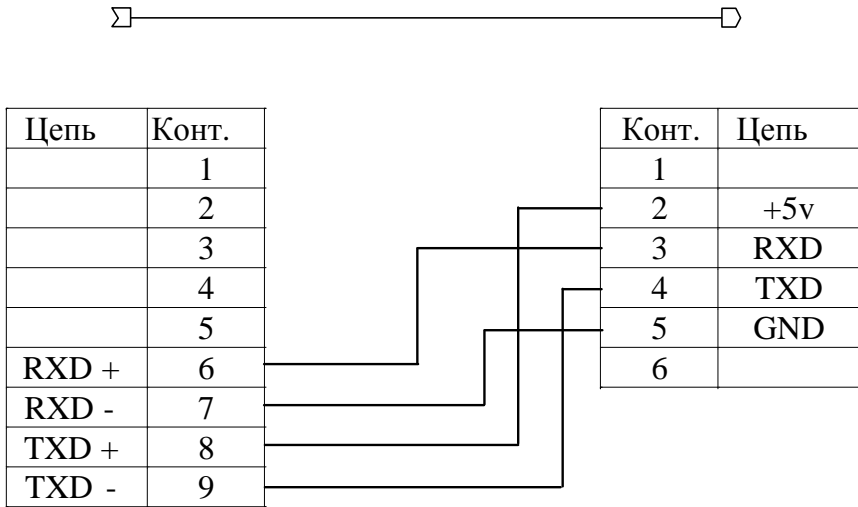 Цепь Конт.
1
2
3
4
5
RXD + 6
RXD - 7
TXD + 8
TXD - 9
Конт. Цепь
1
2 +5v
3 RXD
4 TXD
5 GND
6